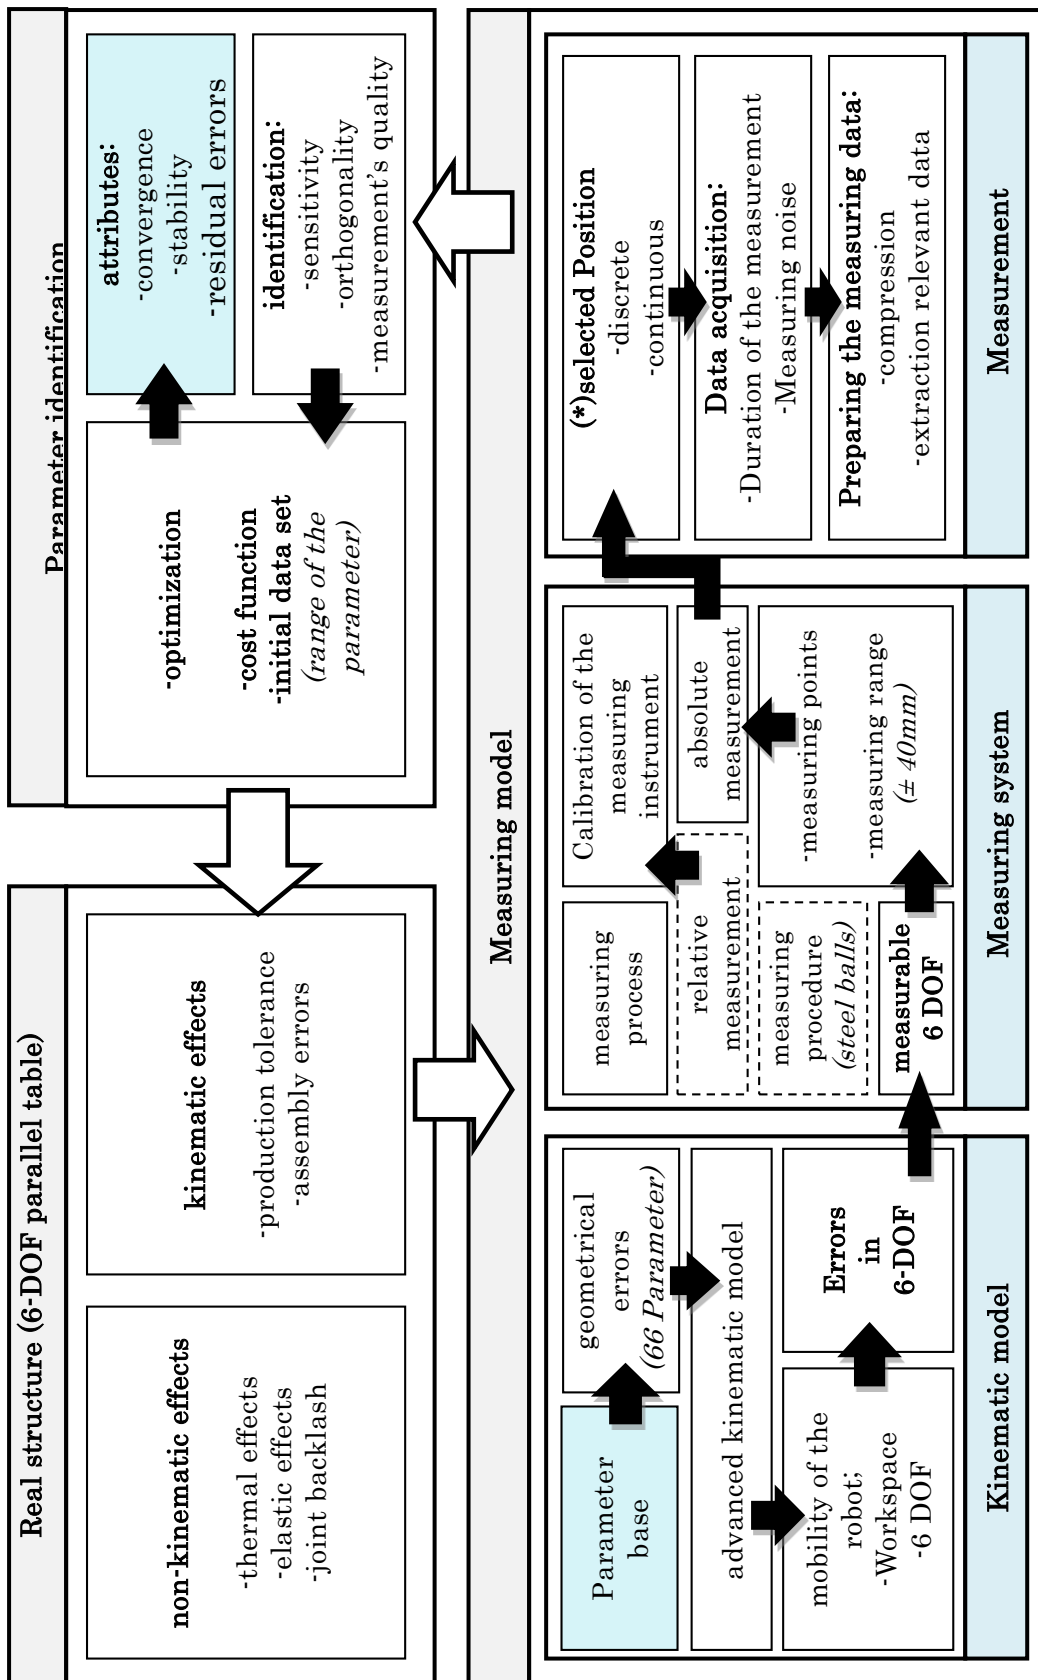 Real structure (6-DOF parallel table)
non-kinematic effects
-thermal effects
-elastic effects
-joint backlash
kinematic effects
-production tolerance
-assembly errors
Parameter identification
-optimization
-cost function
-initial data set
(range of the
parameter)
attributes:
-convergence
-stability
-residual errors
identification:
-sensitivity
-orthogonality
-measurement's quality
Measuring model
Parameter
base
geometrical
errors
(66 Parameter)
advanced kinematic model
mobility of the
robot;
-Workspace
-6 DOF
Errors
in
6-DOF
Kinematic model
measuring
process
Calibration of the
measuring
instrument
relative
measurement
absolute
measurement
measuring
procedure
(steel balls)
-measuring points
-measuring range
(± 40mm)
measurable
6 DOF
Measuring system
(*)selected Position
-discrete
-continuous
Data acquisition:
-Duration of the measurement
-Measuring noise
Preparing the measuring data:
-compression
-extraction relevant data
Measurement